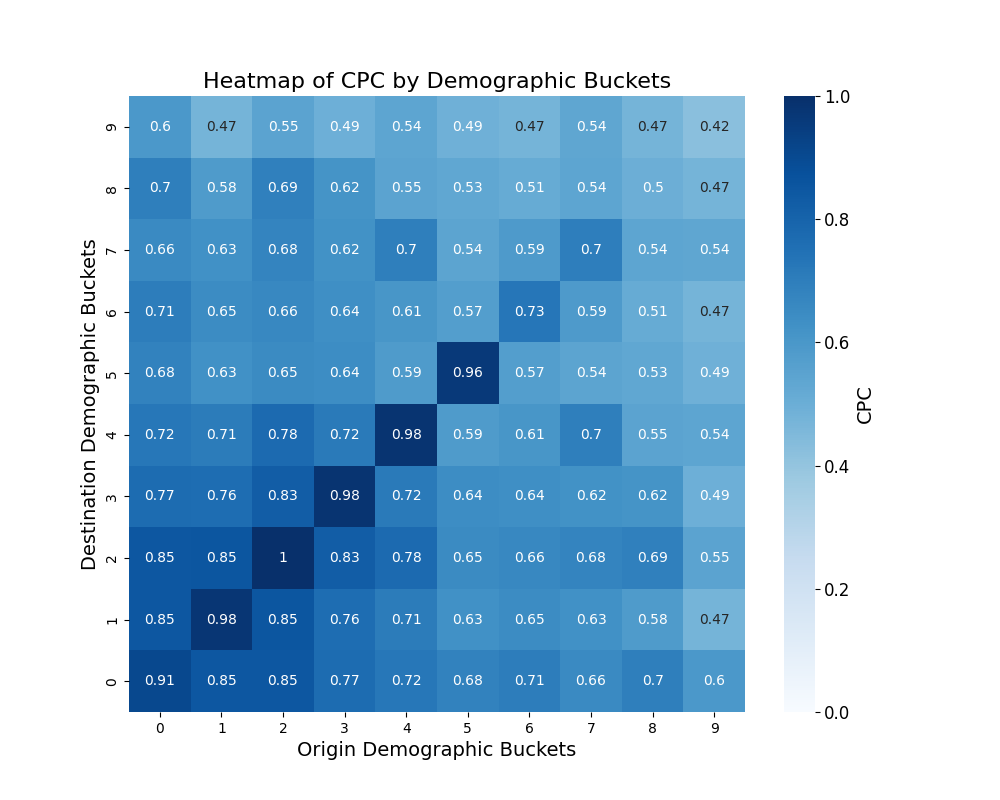 Heatmap of CPC by Demographic Buckets
9 0.6 0.47 0.55 0.49 0.54 0.49 0.47 0.54 0.47 0.42
8 0.7 0.58 0.69 0.62 0.55 0.53 0.51 0.54 0.5 0.47
7 0.66 0.63 0.68 0.62 0.7 0.54 0.59 0.7 0.54 0.54
6 0.71 0.65 0.66 0.64 0.61 0.57 0.73 0.59 0.51 0.47
5 0.68 0.63 0.65 0.64 0.59 0.96 0.57 0.54 0.53 0.49
4 0.72 0.71 0.78 0.72 0.98 0.59 0.61 0.7 0.55 0.54
3 0.77 0.76 0.83 0.98 0.72 0.64 0.64 0.62 0.62 0.49
2 0.85 0.85 1 0.83 0.78 0.65 0.66 0.68 0.69 0.55
1 0.85 0.98 0.85 0.76 0.71 0.63 0.65 0.63 0.58 0.47
0 0.91 0.85 0.85 0.77 0.72 0.68 0.71 0.66 0.7 0.6
0 1 2 3 4 5 6 7 8 9
Origin Demographic Buckets
Destination Demographic Buckets
1.0
0.8
0.6
0.4
0.2
0.0
CPC